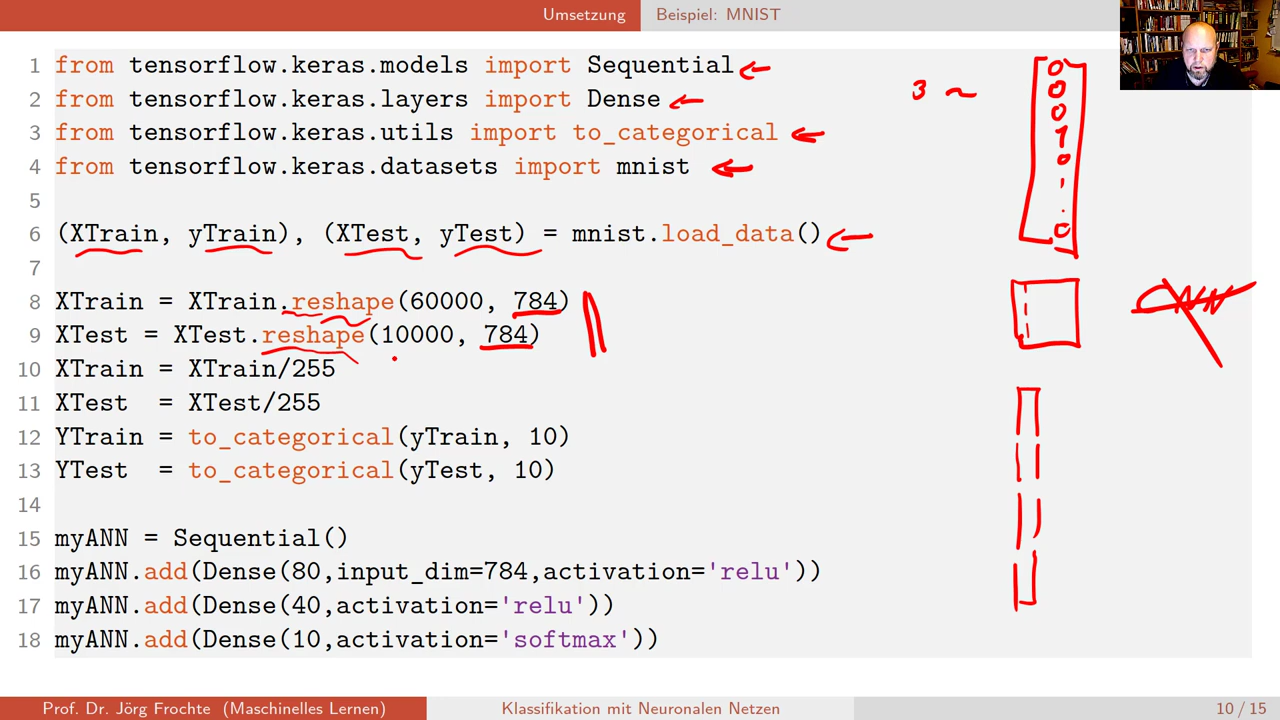 Umsetzung Beispiel: MNIST
1 from tensorflow.keras.models import Sequential
2 from tensorflow.keras.layers import Dense
3 from tensorflow.keras.utils import to_categorical
4 from tensorflow.keras.datasets import mnist
5
6 (XTrain, yTrain), (XTest, yTest) = mnist.load_data()
7
8 XTrain = XTrain.reshape(60000, 784)
9 XTest = XTest.reshape(10000, 784)
10 XTrain = XTrain/255
11 XTest  = XTest/255
12 YTrain = to_categorical(yTrain, 10)
13 YTest  = to_categorical(yTest, 10)
14
15 myANN = Sequential()
16 myANN.add(Dense(80,input_dim=784,activation='relu'))
17 myANN.add(Dense(40,activation='relu'))
18 myANN.add(Dense(10,activation='softmax'))
3 ~
0
0
0
1
0
0
CNN
Prof. Dr. Jörg Frochte (Maschinelles Lernen) Klassifikation mit Neuronalen Netzen 10 / 15